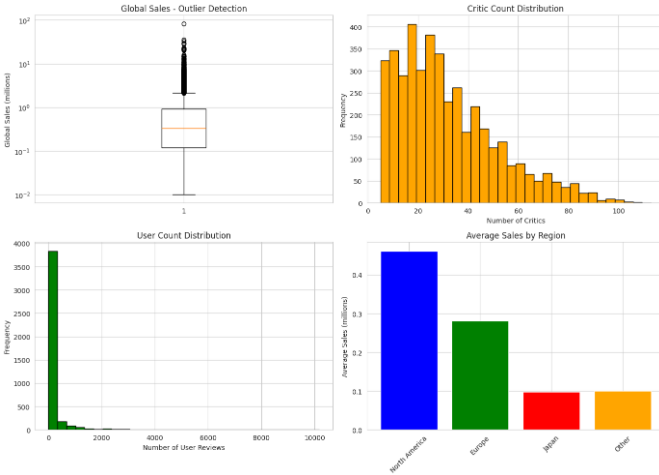 Global Sales - Outlier Detection
Global Sales (millions)
10²
10¹
10⁰
10⁻¹
10⁻²
1
Critic Count Distribution
Frequency
400
350
300
250
200
150
100
50
0
0 20 40 60 80 100
Number of Critics
User Count Distribution
Frequency
4000
3500
3000
2500
2000
1500
1000
500
0
0 2000 4000 6000 8000 10000
Number of User Reviews
Average Sales by Region
Average Sales (millions)
0.4
0.3
0.2
0.1
0.0
North America
Europe
Japan
Other